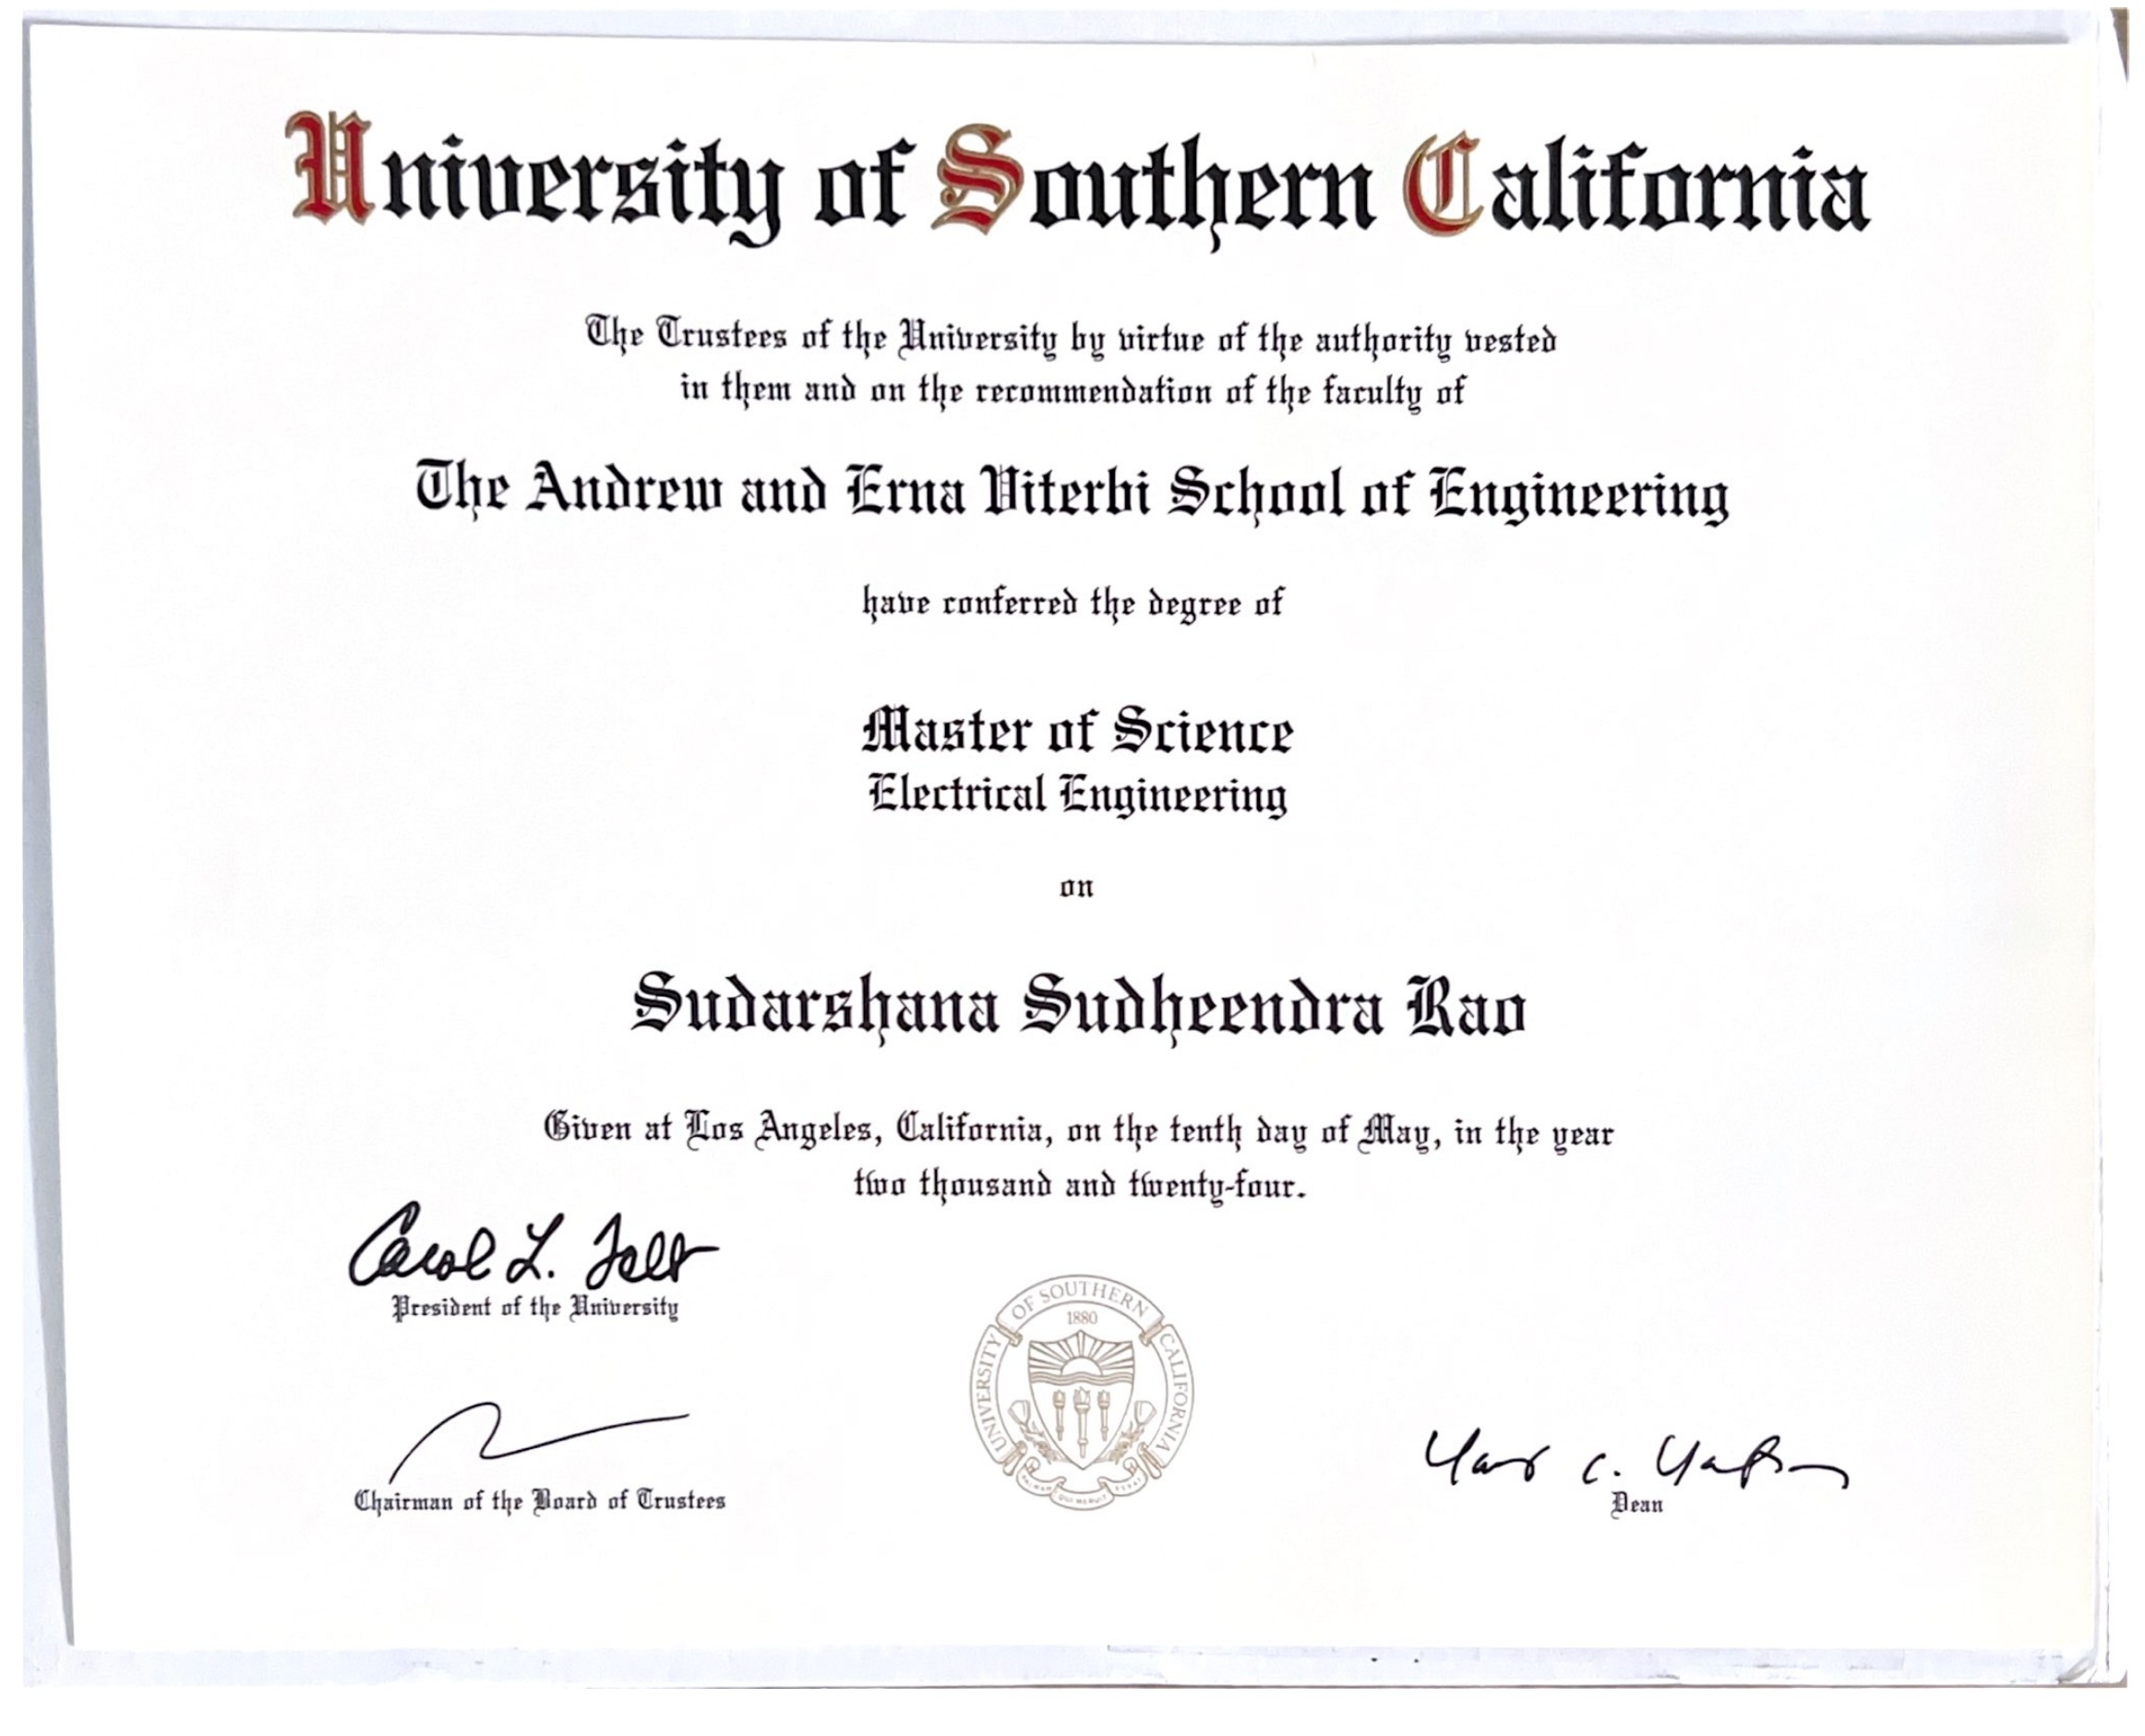 University of Southern California
The Trustees of the University by virtue of the authority vested
in them and on the recommendation of the faculty of
The Andrew and Erna Viterbi School of Engineering
have conferred the degree of
Master of Science
Electrical Engineering
on
Sudarshana Sudheendra Rao
Given at Los Angeles, California, on the tenth day of May, in the year
two thousand and twenty-four.
Carol L. Folt
President of the University
UNIVERSITY OF SOUTHERN CALIFORNIA
1880
PALMAM QUI MERUIT FERAT
Chairman of the Board of Trustees
Dean